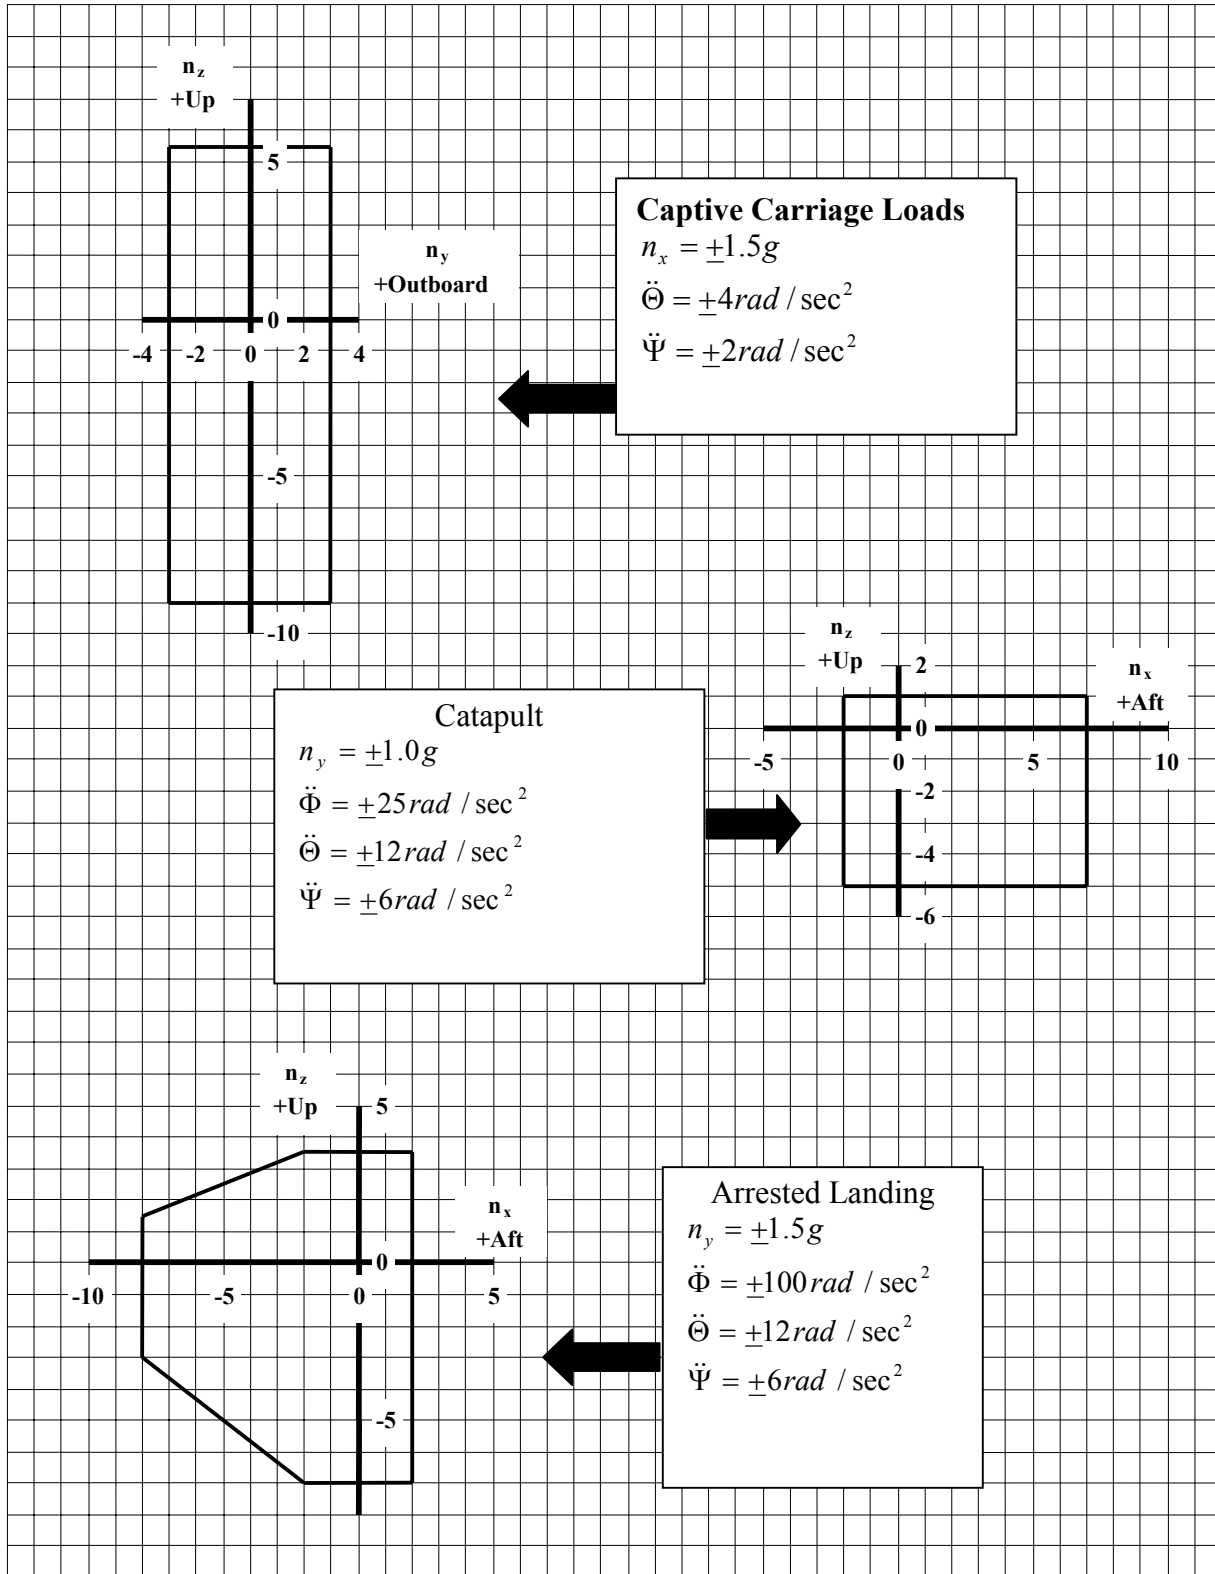 n_z
+Up
5
n_y
+Outboard
0
-4 -2 0 2 4
-5
-10
Captive Carriage Loads
n_x = ±1.5g
Θ̈ = ±4rad / sec²
Ψ̈ = ±2rad / sec²
n_z
+Up
2
n_x
+Aft
0
-5 0 5 10
-2
-4
-6
Catapult
n_y = ±1.0g
Φ̈ = ±25rad / sec²
Θ̈ = ±12rad / sec²
Ψ̈ = ±6rad / sec²
n_z
+Up
5
n_x
+Aft
0
-10 -5 0 5
-5
Arrested Landing
n_y = ±1.5g
Φ̈ = ±100rad / sec²
Θ̈ = ±12rad / sec²
Ψ̈ = ±6rad / sec²